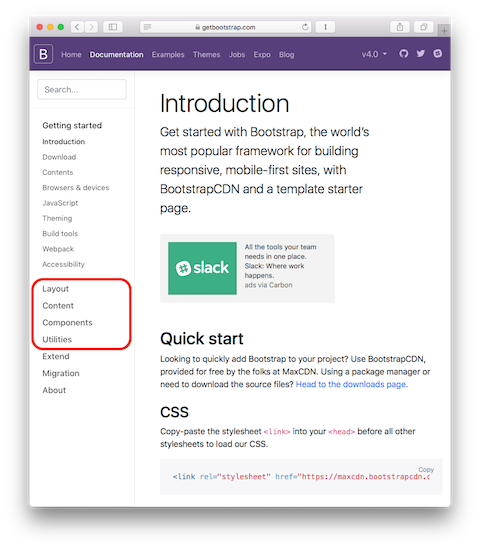 getbootstrap.com
B Home Documentation Examples Themes Jobs Expo Blog v4.0
Search...
Getting started
Introduction
Download
Contents
Browsers & devices
JavaScript
Theming
Build tools
Webpack
Accessibility
Layout
Content
Components
Utilities
Extend
Migration
About
Introduction
Get started with Bootstrap, the world's
most popular framework for building
responsive, mobile-first sites, with
BootstrapCDN and a template starter
page.
slack
All the tools your team
needs in one place.
Slack: Where work
happens.
ads via Carbon
Quick start
Looking to quickly add Bootstrap to your project? Use BootstrapCDN,
provided for free by the folks at MaxCDN. Using a package manager or
need to download the source files? Head to the downloads page.
CSS
Copy-paste the stylesheet <link> into your <head> before all other
stylesheets to load our CSS.
Copy
<link rel="stylesheet" href="https://maxcdn.bootstrapcdn.c